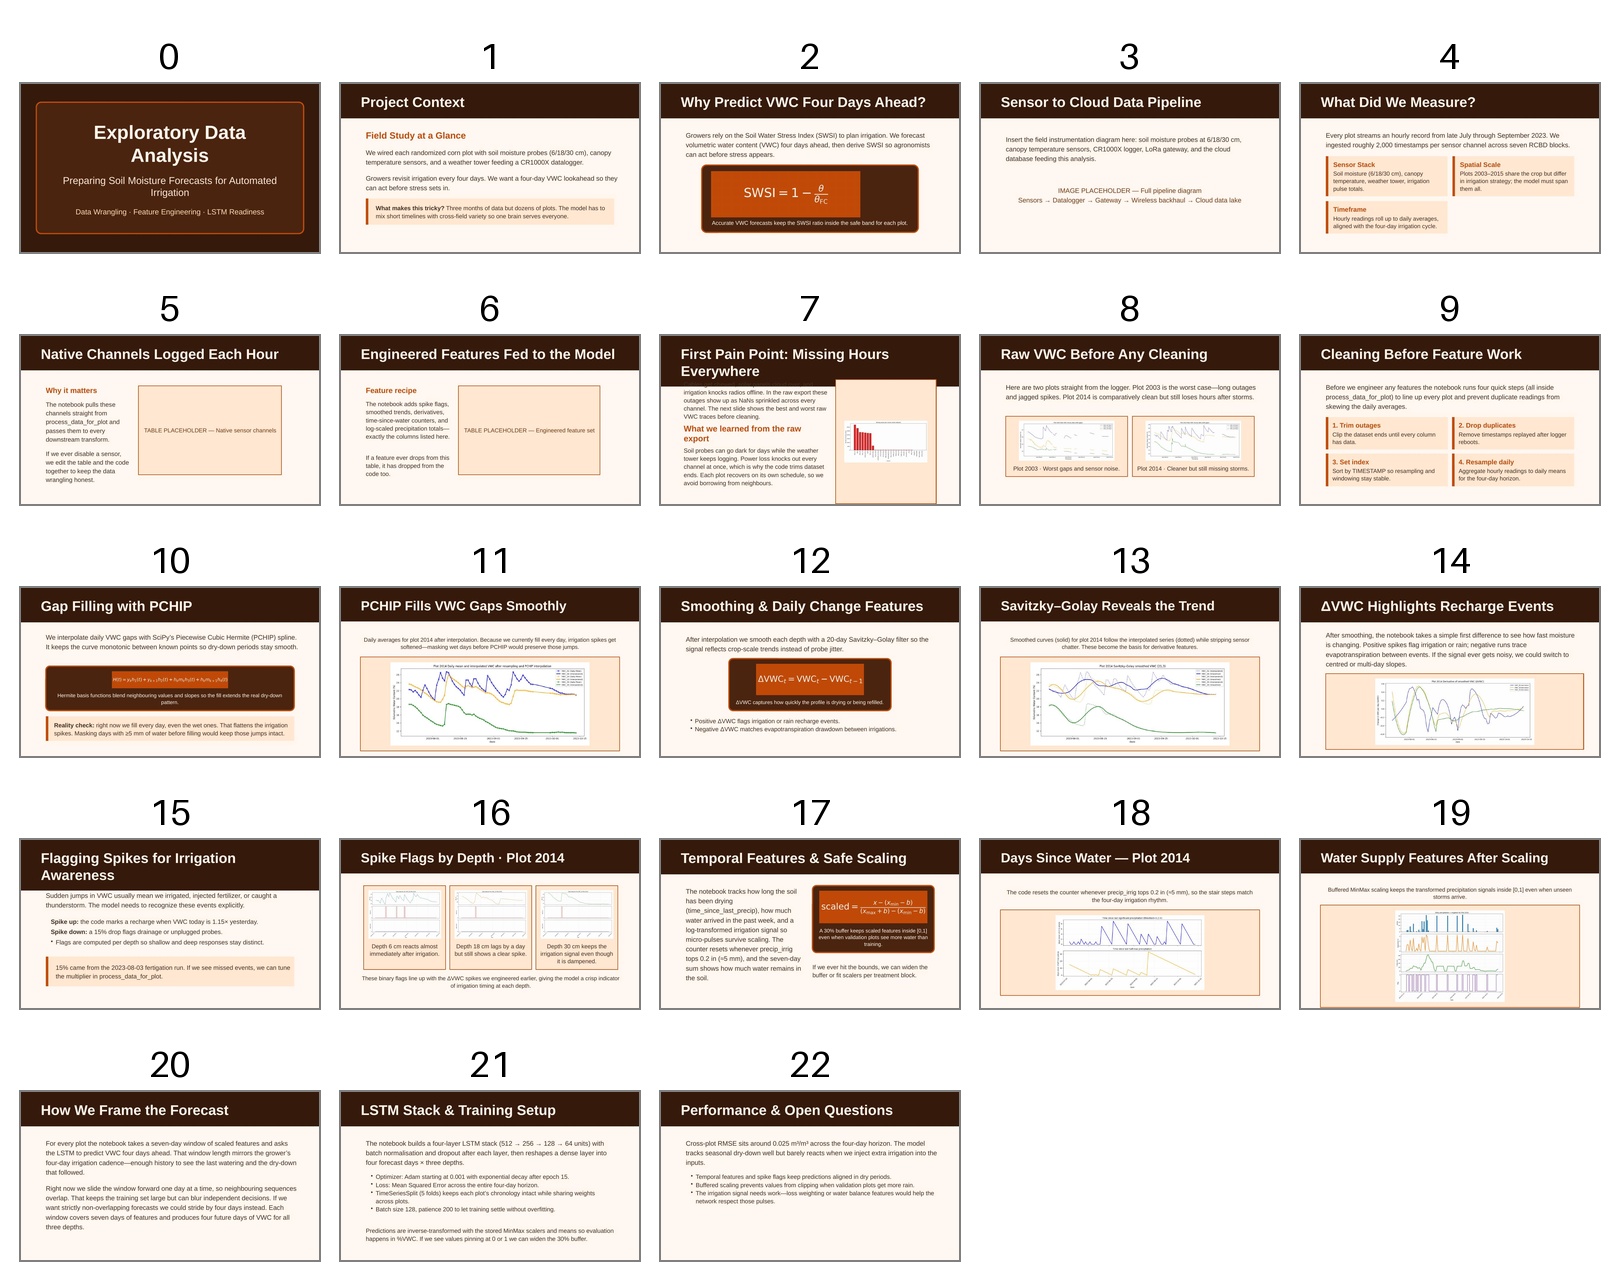 0
Exploratory Data
Analysis
Preparing Soil Moisture Forecasts for Automated
Irrigation
Data Wrangling · Feature Engineering · LSTM Readiness
1
Project Context
Field Study at a Glance
We wired each randomized corn plot with soil moisture probes (6/18/30 cm), canopy
temperature sensors, and a weather tower feeding a CR1000X datalogger.
Growers revisit irrigation every four days. We want a four-day VWC lookahead so they
can act before stress sets in.
What makes this tricky? Three months of data but dozens of plots. The model has to
mix short timelines with cross-field variety so one brain serves everyone.
2
Why Predict VWC Four Days Ahead?
Growers rely on the Soil Water Stress Index (SWSI) to plan irrigation. We forecast
volumetric water content (VWC) four days ahead, then derive SWSI so agronomists
can act before stress appears.
SWSI = 1 − θ/θFC
Accurate VWC forecasts keep the SWSI ratio inside the safe band for each plot.
3
Sensor to Cloud Data Pipeline
Insert the field instrumentation diagram here: soil moisture probes at 6/18/30 cm,
canopy temperature sensors, CR1000X logger, LoRa gateway, and the cloud
database feeding this analysis.
IMAGE PLACEHOLDER — Full pipeline diagram
Sensors → Datalogger → Gateway → Wireless backhaul → Cloud data lake
4
What Did We Measure?
Every plot streams an hourly record from late July through September 2023. We
ingested roughly 2,000 timestamps per sensor channel across seven RCBD blocks.
Sensor Stack
Soil moisture (6/18/30 cm), canopy
temperature, weather tower, irrigation
pulse totals.
Spatial Scale
Plots 2003–2015 share the crop but differ
in irrigation strategy; the model must span
them all.
Timeframe
Hourly readings roll up to daily averages,
aligned with the four-day irrigation cycle.
5
Native Channels Logged Each Hour
Why it matters
The notebook pulls these
channels straight from
process_data_for_plot and
passes them to every
downstream transform.
If we ever disable a sensor,
we edit the table and the code
together to keep the data
wrangling honest.
TABLE PLACEHOLDER — Native sensor channels
6
Engineered Features Fed to the Model
Feature recipe
The notebook adds spike flags,
smoothed trends, derivatives,
time-since-water counters, and
log-scaled precipitation totals—
exactly the columns listed here.
If a feature ever drops from this
table, it has dropped from the
code too.
TABLE PLACEHOLDER — Engineered feature set
7
First Pain Point: Missing Hours
Everywhere
irrigation knocks radios offline. In the raw export these
outages show up as NaNs sprinkled across every
channel. The next slide shows the best and worst raw
VWC traces before cleaning.
What we learned from the raw
export
Soil probes can go dark for days while the weather
tower keeps logging. Power loss knocks out every
channel at once, which is why the code trims dataset
ends. Each plot recovers on its own schedule, so we
avoid borrowing from neighbours.
8
Raw VWC Before Any Cleaning
Here are two plots straight from the logger. Plot 2003 is the worst case—long outages
and jagged spikes. Plot 2014 is comparatively clean but still loses hours after storms.
Plot 2003 · Worst gaps and sensor noise.
Plot 2014 · Cleaner but still missing storms.
9
Cleaning Before Feature Work
Before we engineer any features the notebook runs four quick steps (all inside
process_data_for_plot) to line up every plot and prevent duplicate readings from
skewing the daily averages.
1. Trim outages
Clip the dataset ends until every column
has data.
2. Drop duplicates
Remove timestamps replayed after logger
reboots.
3. Set index
Sort by TIMESTAMP so resampling and
windowing stay stable.
4. Resample daily
Aggregate hourly readings to daily means
for the four-day horizon.
10
Gap Filling with PCHIP
We interpolate daily VWC gaps with SciPy's Piecewise Cubic Hermite (PCHIP) spline.
It keeps the curve monotonic between known points so dry-down periods stay smooth.
Hermite basis functions blend neighbouring values and slopes so the fill extends the real dry-down
pattern.
Reality check: right now we fill every day, even the wet ones. That flattens the irrigation
spikes. Masking days with ≥5 mm of water before filling would keep those jumps intact.
11
PCHIP Fills VWC Gaps Smoothly
Daily averages for plot 2014 after interpolation. Because we currently fill every day, irrigation spikes get
softened—masking wet days before PCHIP would preserve those jumps.
12
Smoothing & Daily Change Features
After interpolation we smooth each depth with a 20-day Savitzky–Golay filter so the
signal reflects crop-scale trends instead of probe jitter.
ΔVWCt = VWCt − VWCt−1
ΔVWC captures how quickly the profile is drying or being refilled.
• Positive ΔVWC flags irrigation or rain recharge events.
• Negative ΔVWC matches evapotranspiration drawdown between irrigations.
13
Savitzky–Golay Reveals the Trend
Smoothed curves (solid) for plot 2014 follow the interpolated series (dotted) while stripping sensor
chatter. These become the basis for derivative features.
14
ΔVWC Highlights Recharge Events
After smoothing, the notebook takes a simple first difference to see how fast moisture
is changing. Positive spikes flag irrigation or rain; negative runs trace
evapotranspiration between events. If the signal ever gets noisy, we could switch to
centred or multi-day slopes.
15
Flagging Spikes for Irrigation
Awareness
Sudden jumps in VWC usually mean we irrigated, injected fertilizer, or caught a
thunderstorm. The model needs to recognize these events explicitly.
Spike up: the code marks a recharge when VWC today is 1.15× yesterday.
Spike down: a 15% drop flags drainage or unplugged probes.
• Flags are computed per depth so shallow and deep responses stay distinct.
15% came from the 2023-08-03 fertigation run. If we see missed events, we can tune
the multiplier in process_data_for_plot.
16
Spike Flags by Depth · Plot 2014
Depth 6 cm reacts almost
immediately after irrigation.
Depth 18 lags by a day
but still shows a clear spike.
Depth 30 cm keeps the
irrigation signal even though
it is dampened.
These binary flags line up with the ΔVWC spikes we engineered earlier, giving the model a crisp indicator
of irrigation timing at each depth.
17
Temporal Features & Safe Scaling
The notebook tracks how long the soil
has been drying
(time_since_last_precip), how much
water arrived in the past week, and a
log-transformed irrigation signal so
micro-pulses survive scaling. The
counter resets whenever precip_irrig
tops 0.2 in (≈5 mm), and the seven-day
sum shows how much water remains in
the soil.
scaled = x−(xmin−b)/(xmax+b)−(xmin−b)
A 30% buffer keeps scaled features inside [0,1]
even when validation plots see more water than
training.
If we ever hit the bounds, we can widen the
buffer or fit scalers per treatment block.
18
Days Since Water — Plot 2014
The code resets the counter whenever precip_irrig tops 0.2 in (≈5 mm), so the stair steps match
the four-day irrigation rhythm.
19
Water Supply Features After Scaling
Buffered MinMax scaling keeps the transformed precipitation signals inside [0,1] even when unseen
storms arrive.
20
How We Frame the Forecast
For every plot the notebook takes a seven-day window of scaled features and asks
the LSTM to predict VWC four days ahead. That window length mirrors the grower's
four-day irrigation cadence—enough history to see the last watering and the dry-down
that followed.
Right now we slide the window forward one day at a time, so neighbouring sequences
overlap. That keeps the training set large but can blur independent decisions. If we
want strictly non-overlapping forecasts we could stride by four days instead. Each
window covers seven days of features and produces four future days of VWC for all
three depths.
21
LSTM Stack & Training Setup
The notebook builds a four-layer LSTM stack (512 → 256 → 128 → 64 units) with
batch normalisation and dropout after each layer, then reshapes a dense layer into
four forecast days × three depths.
• Optimizer: Adam starting at 0.001 with exponential decay after epoch 15.
• Loss: Mean Squared Error across the entire four-day horizon.
• TimeSeriesSplit (5 folds) keeps each plot's chronology intact while sharing weights
across plots.
• Batch size 128, patience 200 to let training settle without overfitting.
Predictions are inverse-transformed with the stored MinMax scalers and means so evaluation
happens in %VWC. If we see values pinning at 0 or 1 we can widen the 30% buffer.
22
Performance & Open Questions
Cross-plot RMSE sits around 0.025 m³/m³ across the four-day horizon. The model
tracks seasonal dry-down well but barely reacts when we inject extra irrigation into the
inputs.
• Temporal features and spike flags keep predictions aligned in dry periods.
• Buffered scaling prevents values from clipping when validation plots get more rain.
• The irrigation signal needs work—loss weighting or water balance features would help the
network respect those pulses.